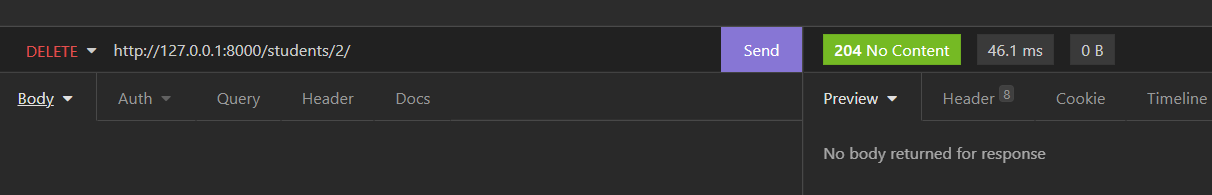 DELETE http://127.0.0.1:8000/students/2/ Send 204 No Content 46.1 ms 0 B
Body Auth Query Header Docs Preview Header 8 Cookie Timeline
No body returned for response